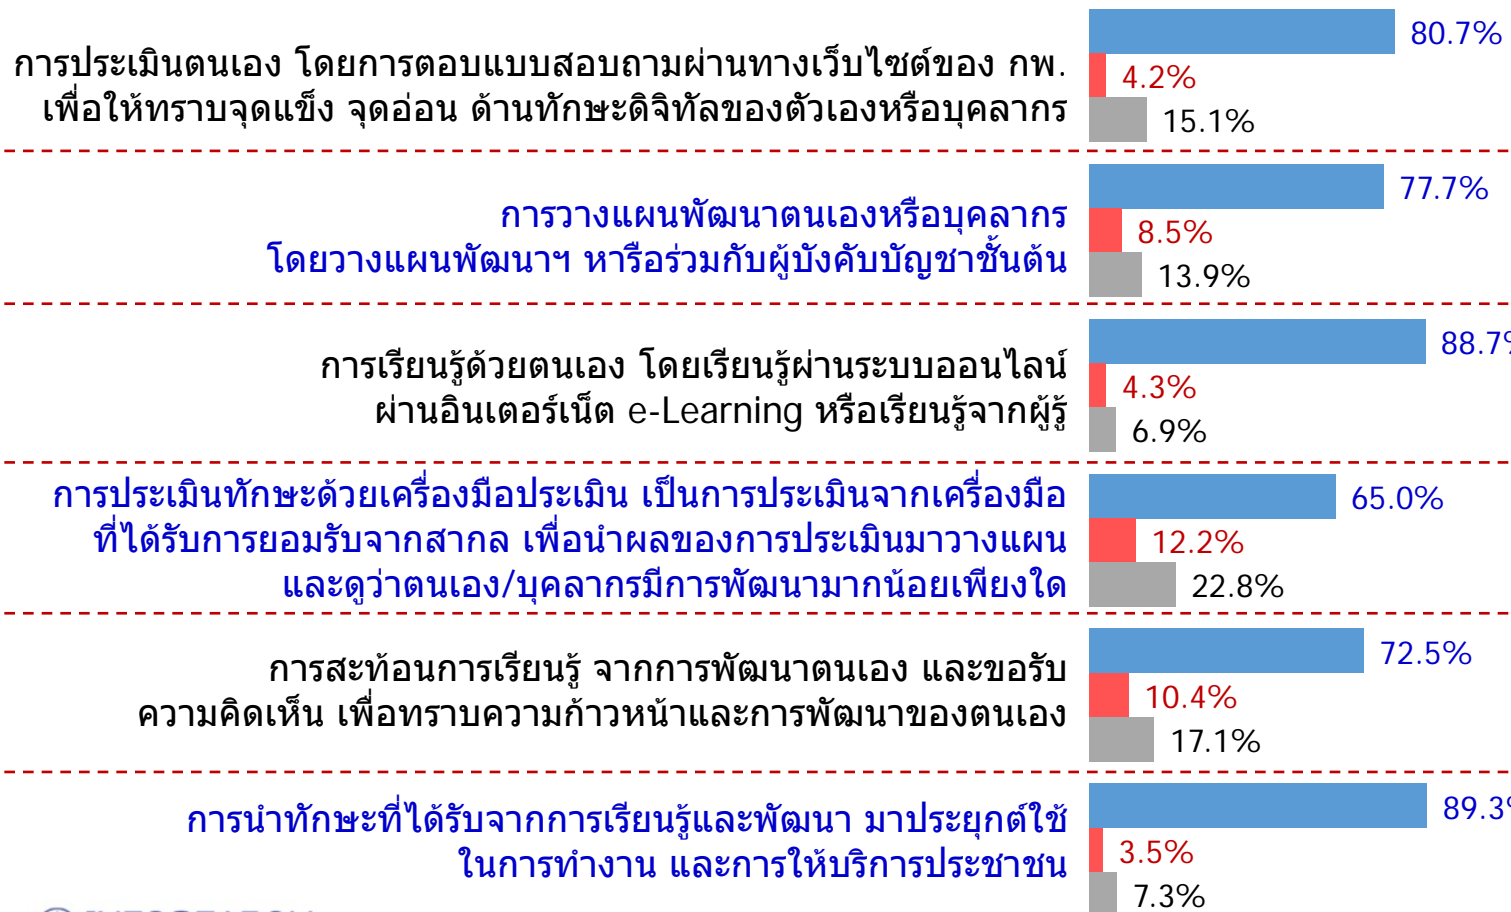 80.7%
การประเมินตนเอง โดยการตอบแบบสอบถามผ่านทางเว็บไซต์ของ กพ.
4.2%
เพื่อให้ทราบจุดแข็ง จุดอ่อน ด้านทักษะดิจิทัลของตัวเองหรือบุคลากร
15.1%
77.7%
การวางแผนพัฒนาตนเองหรือบุคลากร
8.5%
โดยวางแผนพัฒนาฯ หารือร่วมกับผู้บังคับบัญชาชั้นต้น
13.9%
88.7%
การเรียนรู้ด้วยตนเอง โดยเรียนรู้ผ่านระบบออนไลน์
4.3%
ผ่านอินเตอร์เน็ต e-Learning หรือเรียนรู้จากผู้รู้
6.9%
การประเมินทักษะด้วยเครื่องมือประเมิน เป็นการประเมินจากเครื่องมือ
65.0%
ที่ได้รับการยอมรับจากสากล เพื่อนำผลของการประเมินมาวางแผน
12.2%
และดูว่าตนเอง/บุคลากรมีการพัฒนามากน้อยเพียงใด
22.8%
72.5%
การสะท้อนการเรียนรู้ จากการพัฒนาตนเอง และขอรับ
10.4%
ความคิดเห็น เพื่อทราบความก้าวหน้าและการพัฒนาของตนเอง
17.1%
89.3%
การนำทักษะที่ได้รับจากการเรียนรู้และพัฒนา มาประยุกต์ใช้
3.5%
ในการทำงาน และการให้บริการประชาชน
7.3%